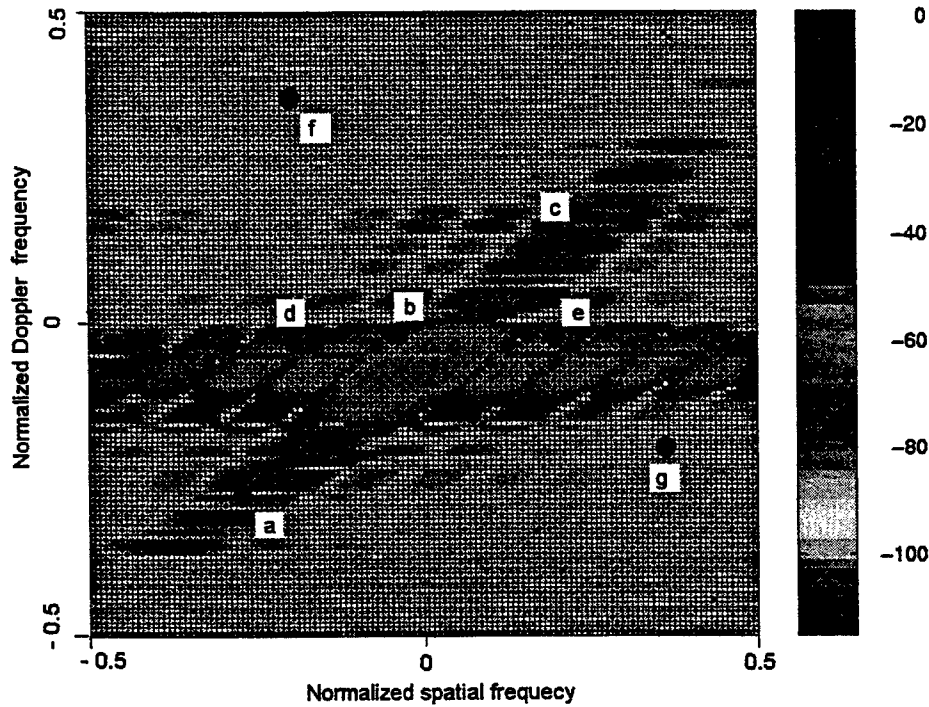 0.5
0
-20
f
c
-40
Normalized Doppler frequency
d
b
e
0
-60
-80
g
a
-100
-0.5
-0.5
0
0.5
Normalized spatial frequecy